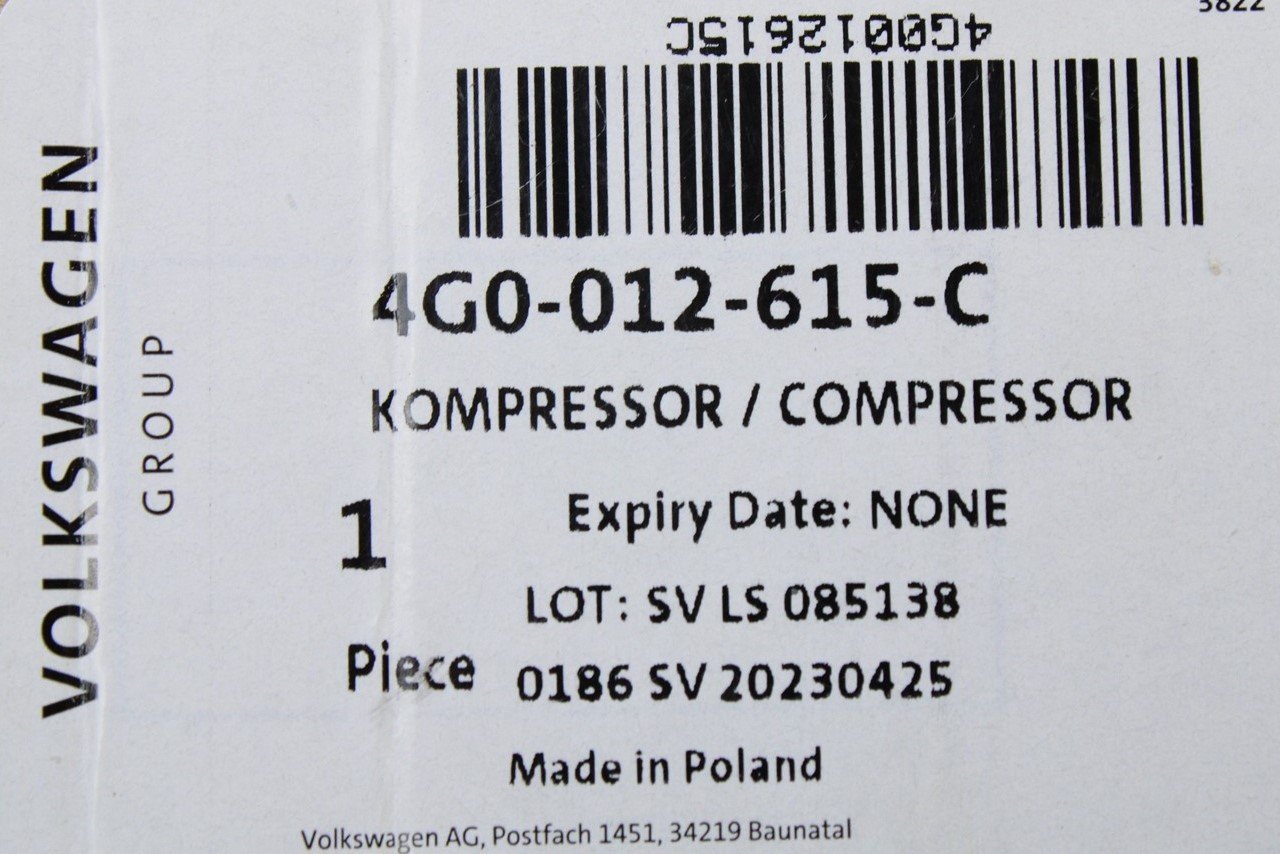 3822
4G0012615C
4G0-012-615-C
KOMPRESSOR / COMPRESSOR
1
Expiry Date: NONE
LOT: SV LS 085138
Piece
0186 SV 20230425
Made in Poland
Volkswagen AG, Postfach 1451, 34219 Baunatal
VOLKSWAGEN
GROUP